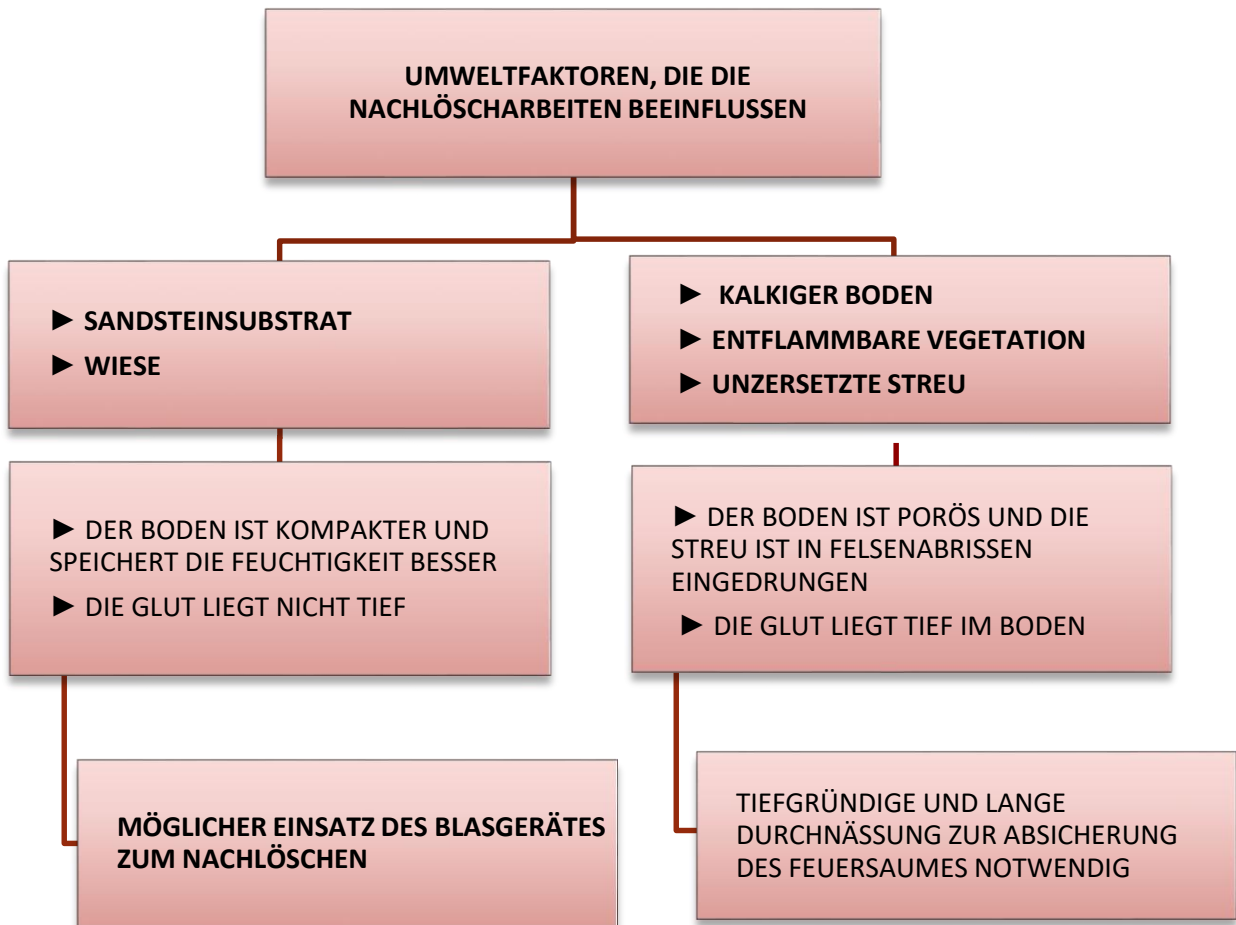 UMWELTFAKTOREN, DIE DIE
NACHLÖSCHARBEITEN BEEINFLUSSEN
► SANDSTEINSUBSTRAT
► WIESE
► KALKIGER BODEN
► ENTFLAMMBARE VEGETATION
► UNZERSETZTE STREU
► DER BODEN IST KOMPAKTER UND
SPEICHERT DIE FEUCHTIGKEIT BESSER
► DIE GLUT LIEGT NICHT TIEF
► DER BODEN IST PORÖS UND DIE
STREU IST IN FELSENABRISSEN
EINGEDRUNGEN
► DIE GLUT LIEGT TIEF IM BODEN
MÖGLICHER EINSATZ DES BLASGERÄTES
ZUM NACHLÖSCHEN
TIEFGRÜNDIGE UND LANGE
DURCHNÄSSUNG ZUR ABSICHERUNG
DES FEUERSAUMES NOTWENDIG